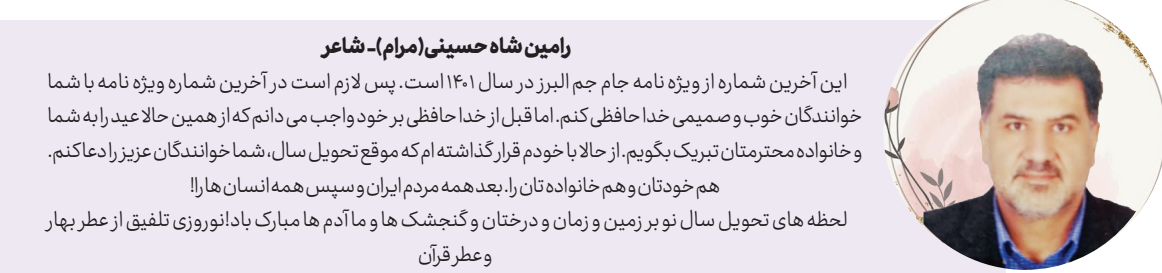 رامین شاه حسینی(مرام)- شاعر
این آخرین شماره از ویژه نامه جام جم البرز در سال ۱۴۰۱ است. پس لازم است در آخرین شماره ویژه نامه با شما
خوانندگان خوب و صمیمی خداحافظی کنم. اما قبل از خداحافظی بر خود واجب می دانم که از همین حالا عید را به شما
و خانواده محترمتان تبریک بگویم. از حالا با خودم قرار گذاشته ام که موقع تحویل سال، شما خوانندگان عزیز را دعا کنم.
هم خودتان و هم خانواده تان را. بعد همه مردم ایران و سپس همه انسان ها را!
لحظه های تحویل سال نو بر زمین و زمان و درختان و گنجشک ها و ما آدم ها مبارک باد! نوروزی تلفیق از عطر بهار
و عطر قرآن